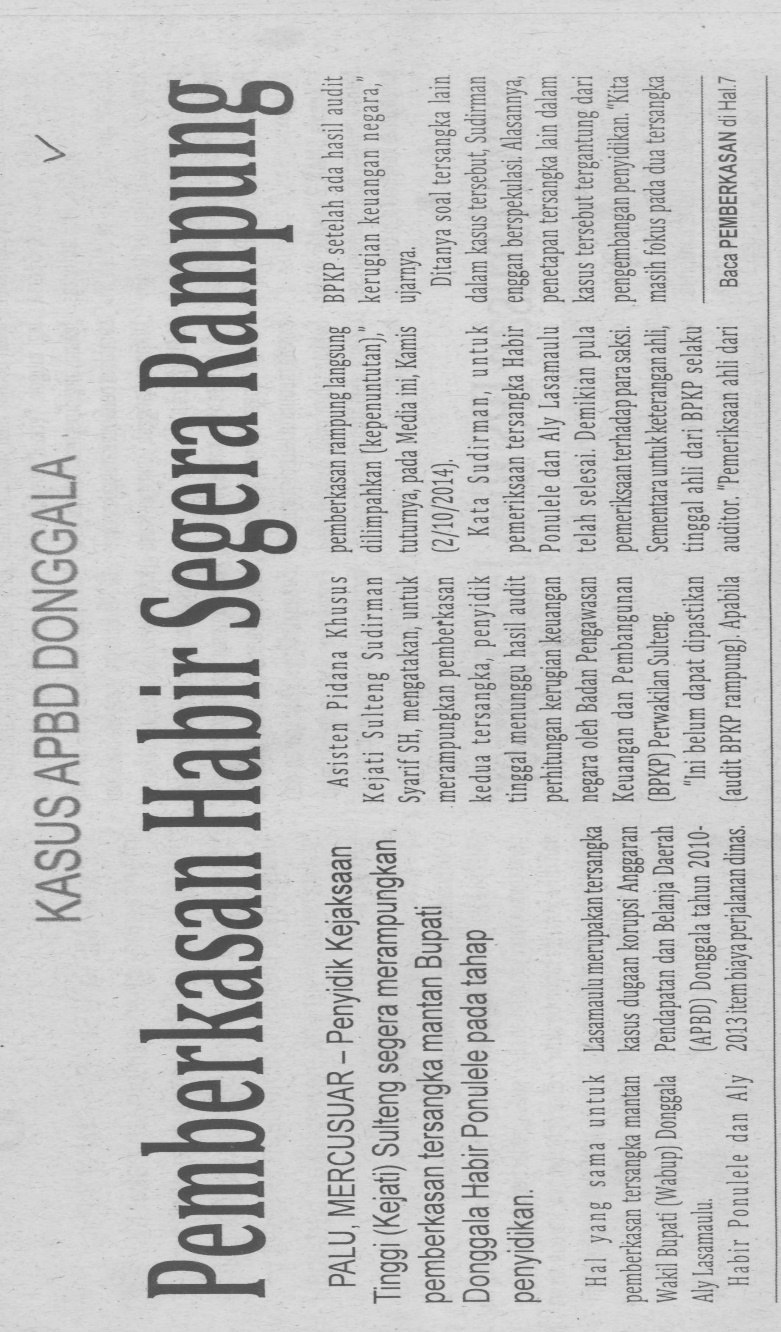 KASUS APBD DONGGALA
Pemberkasan Habir Segera Rampung
PALU, MERCUSUAR – Penyidik Kejaksaan
Tinggi (Kejati) Sulteng segera merampungkan
pemberkasan tersangka mantan Bupati
Donggala Habir Ponulele pada tahap
penyidikan.
Hal yang sama untuk
pemberkasan tersangka mantan
Wakil Bupati (Wabup) Donggala
Aly Lasamaulu.
Habir Ponulele dan Aly
Lasamaulu merupakan tersangka
kasus dugaan korupsi Anggaran
Pendapatan dan Belanja Daerah
(APBD) Donggala tahun 2010-
2013 item biaya perjalanan dinas.
Asisten Pidana Khusus
Kejati Sulteng Sudirman
Syarif SH, mengatakan, untuk
merampungkan pemberkasan
kedua tersangka, penyidik
tinggal menunggu hasil audit
perhitungan kerugian keuangan
negara oleh Badan Pengawasan
Keuangan dan Pembangunan
(BPKP) Perwakilan Sulteng.
"Ini belum dapat dipastikan
(audit BPKP rampung). Apabila
pemberkasan rampung langsung
dilimpahkan (kepenuntutan),"
tuturnya, pada Media ini, Kamis
(2/10/2014).
Kata Sudirman, untuk
pemeriksaan tersangka Habir
Ponulele dan Aly Lasamaulu
telah selesai. Demikian pula
pemeriksaan terhadap para saksi.
Sementara untuk keterangan ahli,
tinggal ahli dari BPKP selaku
auditor. "Pemeriksaan ahli dari
BPKP setelah ada hasil audit
kerugian keuangan negara,"
ujarnya.
Ditanya soal tersangka lain
dalam kasus tersebut, Sudirman
enggan berspekulasi. Alasannya,
penetapan tersangka lain dalam
kasus tersebut tergantung dari
pengembangan penyidikan. "Kita
masih fokus pada dua tersangka
Baca PEMBERKASAN di Hal.7